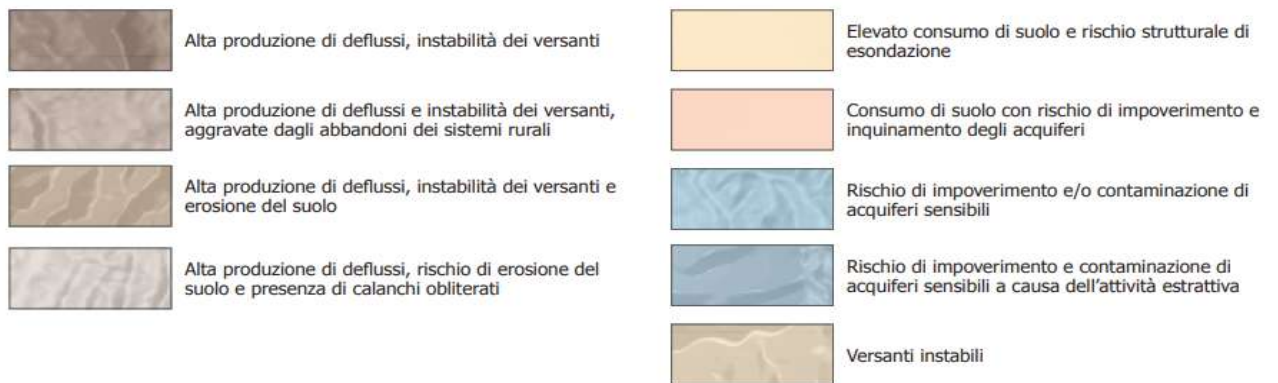 Alta produzione di deflussi, instabilità dei versanti
Alta produzione di deflussi e instabilità dei versanti,
aggravate dagli abbandoni dei sistemi rurali
Alta produzione di deflussi, instabilità dei versanti e
erosione del suolo
Alta produzione di deflussi, rischio di erosione del
suolo e presenza di calanchi obliterati
Elevato consumo di suolo e rischio strutturale di
esondazione
Consumo di suolo con rischio di impoverimento e
inquinamento degli acquiferi
Rischio di impoverimento e/o contaminazione di
acquiferi sensibili
Rischio di impoverimento e contaminazione di
acquiferi sensibili a causa dell'attività estrattiva
Versanti instabili